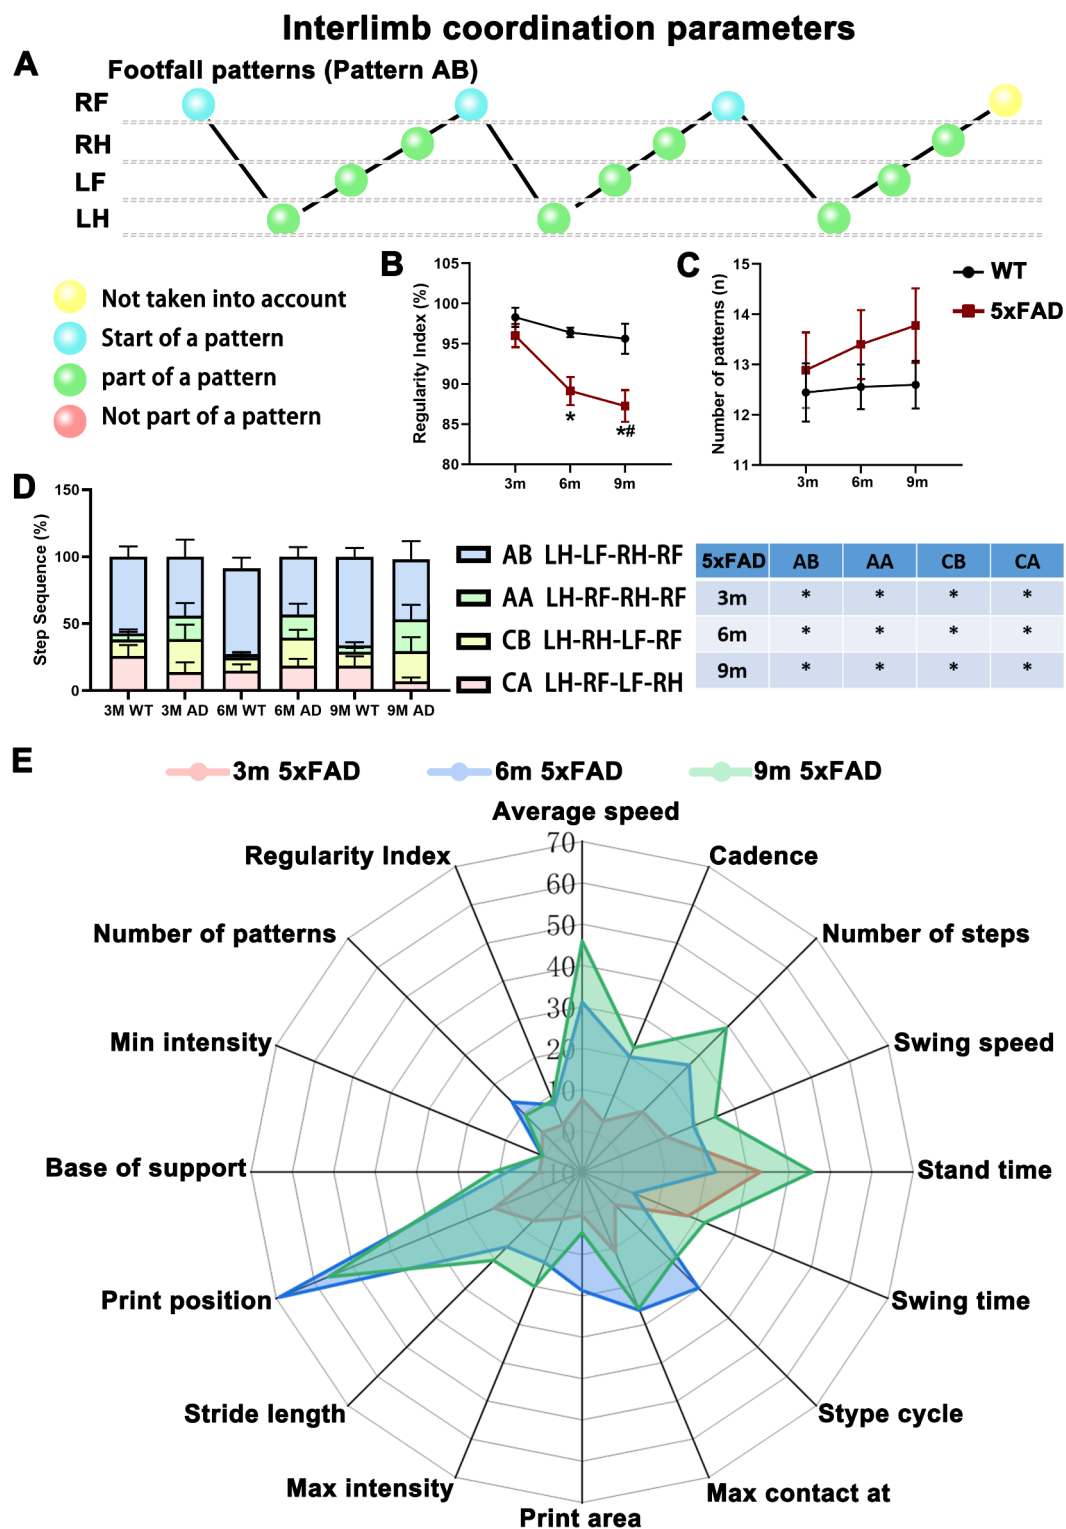 Interlimb coordination parameters
A
Footfall patterns (Pattern AB)
RF
RH
LF
LH
Not taken into account
Start of a pattern
part of a pattern
Not part of a pattern
B
Regularity Index (%)
105
100
95
90
85
80
*
*#
3m 6m 9m
C
Number of patterns (n)
15
14
13
12
11
3m 6m 9m
WT
5xFAD
D
Step Sequence (%)
150
100
50
0
3M WT 3M AD 6M WT 6M AD 9M WT 9M AD
AB LH-LF-RH-RF
AA LH-RF-RH-RF
CB LH-RH-LF-RF
CA LH-RF-LF-RH
5xFAD AB AA CB CA
3m * * * *
6m * * * *
9m * * * *
E
3m 5xFAD 6m 5xFAD 9m 5xFAD
Average speed
Regularity Index
Cadence
Number of patterns
Number of steps
Min intensity
Swing speed
Base of support
Stand time
Print position
Swing time
Stride length
Stype cycle
Max intensity
Max contact at
Print area
70
60
50
40
30
20
10
0
-10